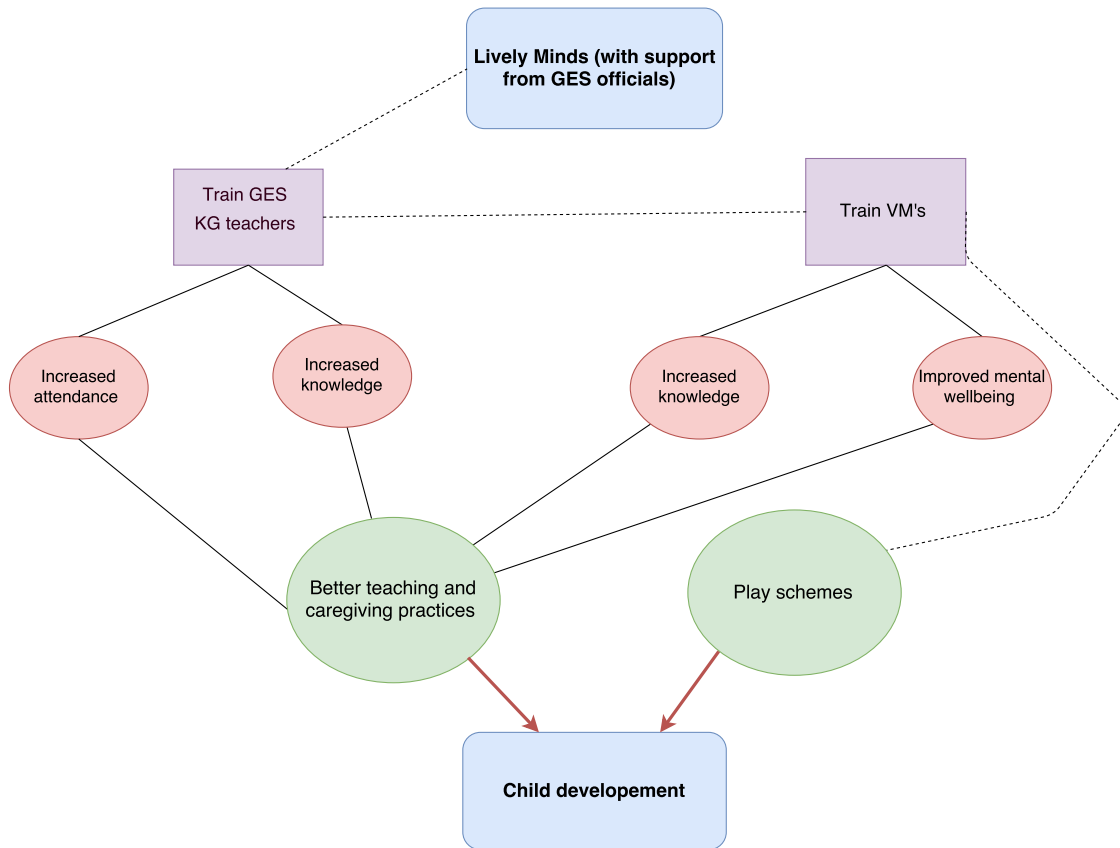 Lively Minds (with support
from GES officials)
Train GES
KG teachers
Train VM's
Increased
attendance
Increased
knowledge
Increased
knowledge
Improved mental
wellbeing
Better teaching and
caregiving practices
Play schemes
Child developement